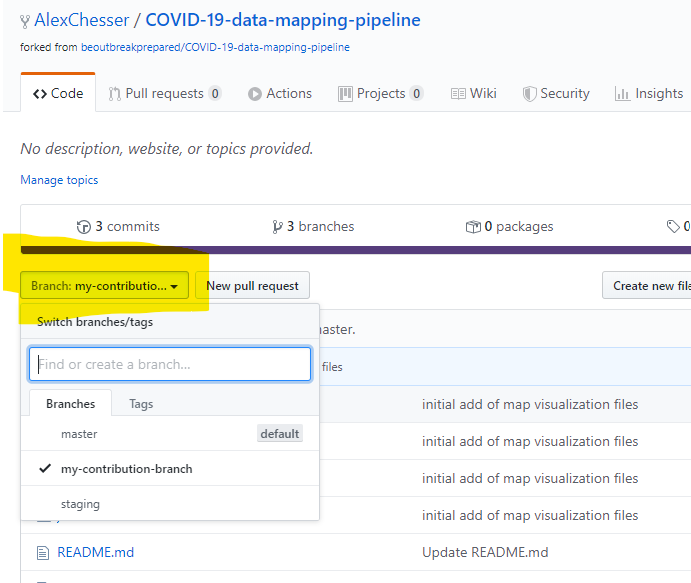 AlexChesser / COVID-19-data-mapping-pipeline
forked from beoutbreakprepared/COVID-19-data-mapping-pipeline
Code Pull requests 0 Actions Projects 0 Wiki Security Insights
No description, website, or topics provided.
Manage topics
3 commits 3 branches 0 packages 0
Branch: my-contributio... New pull request Create new file
Switch branches/tags
master.
Find or create a branch...
files
Branches Tags
initial add of map visualization files
master default
initial add of map visualization files
my-contribution-branch
initial add of map visualization files
staging
initial add of map visualization files
README.md Update README.md